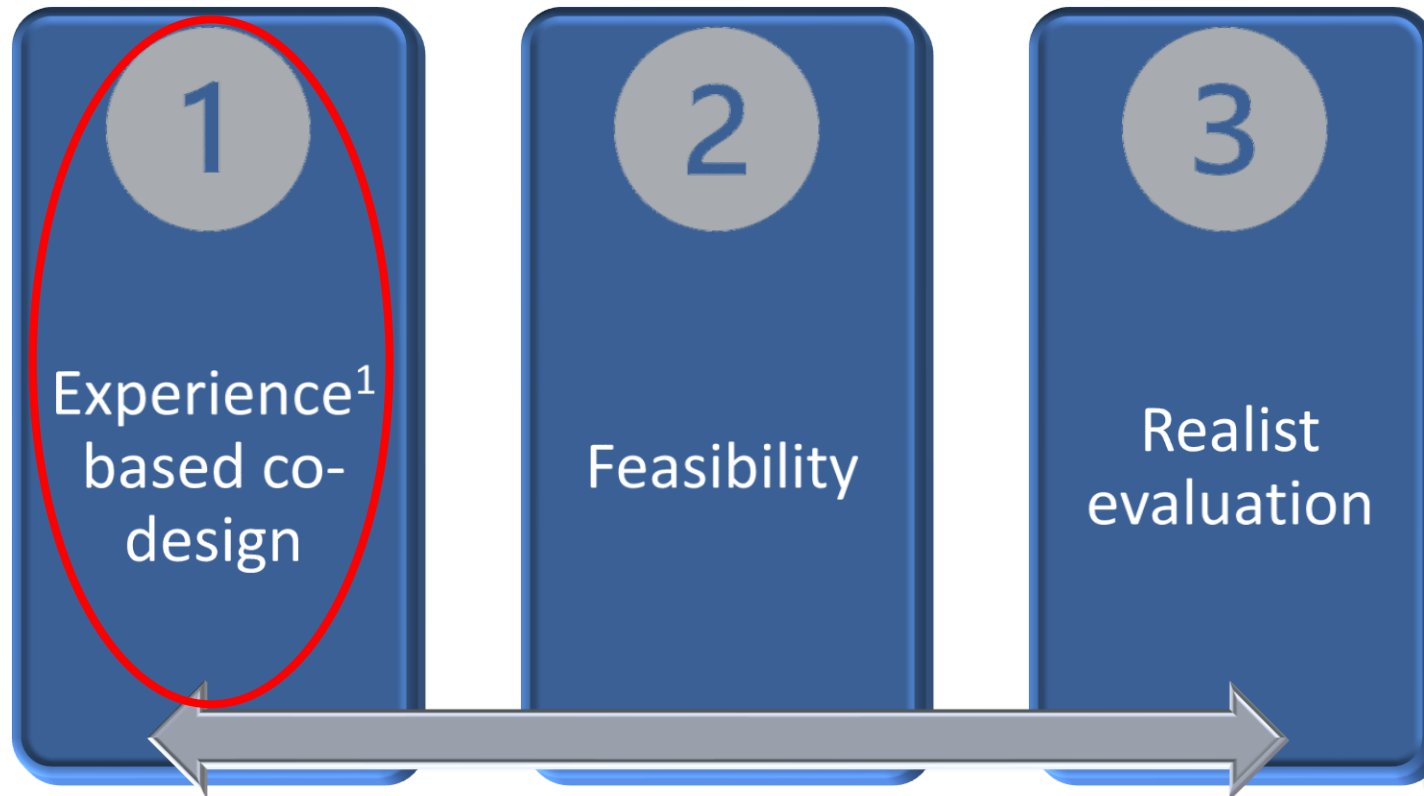 1
Experience¹
based co-
design
2
Feasibility
3
Realist
evaluation